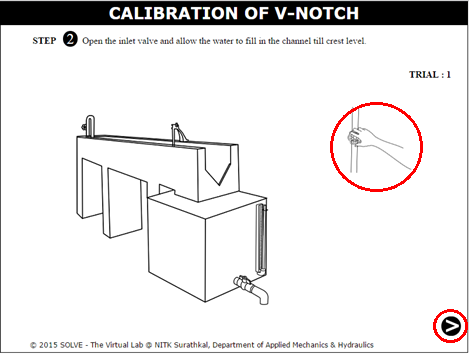 CALIBRATION OF V-NOTCH
STEP 2 Open the inlet valve and allow the water to fill in the channel till crest level.
TRIAL : 1
© 2015 SOLVE - The Virtual Lab @ NITK Surathkal, Department of Applied Mechanics & Hydraulics